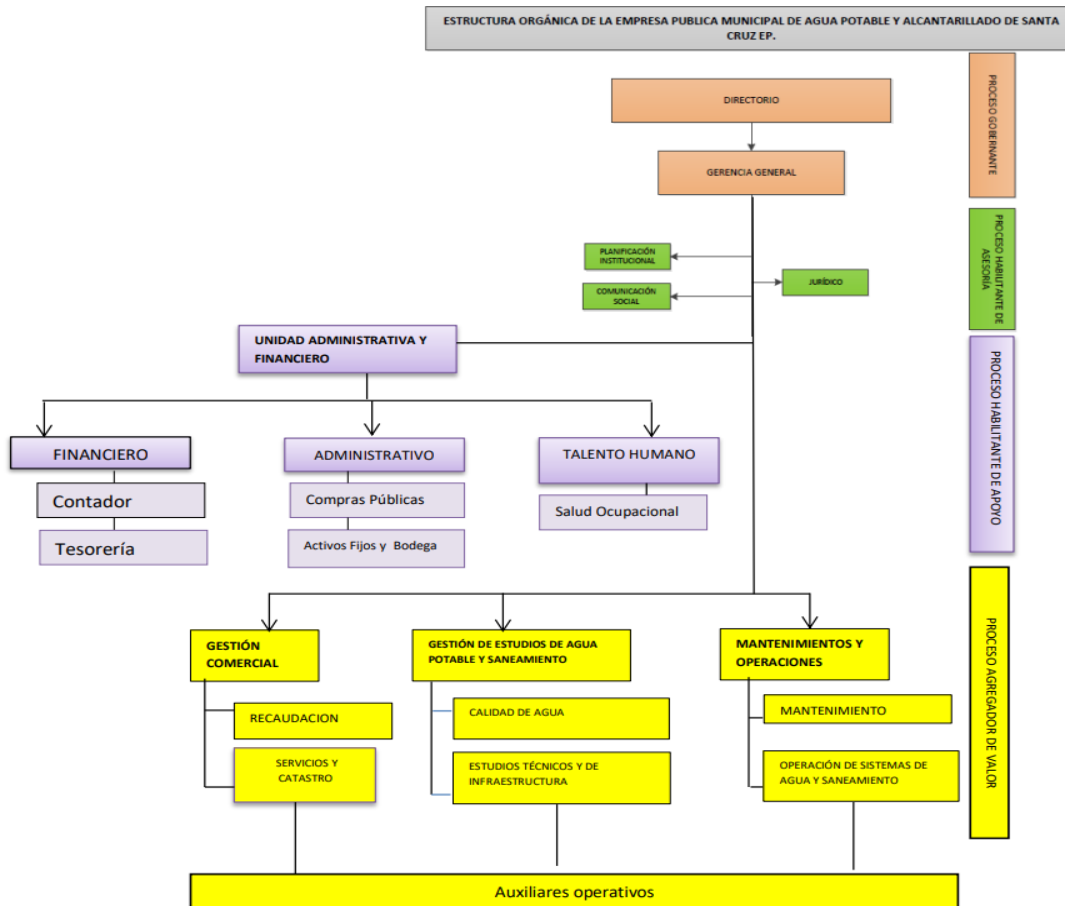 ESTRUCTURA ORGÁNICA DE LA EMPRESA PUBLICA MUNICIPAL DE AGUA POTABLE Y ALCANTARILLADO DE SANTA
CRUZ EP.
DIRECTORIO
GERENCIA GENERAL
PROCESO GOBERNANTE
PLANIFICACIÓN
INSTITUCIONAL
COMUNICACIÓN
SOCIAL
JURÍDICO
PROCESO HABILITANTE DE
ASESORÍA
UNIDAD ADMINISTRATIVA Y
FINANCIERO
FINANCIERO
Contador
Tesorería
ADMINISTRATIVO
Compras Públicas
Activos Fijos y Bodega
TALENTO HUMANO
Salud Ocupacional
PROCESO HABILITANTE DE APOYO
GESTIÓN
COMERCIAL
RECAUDACION
SERVICIOS Y
CATASTRO
GESTIÓN DE ESTUDIOS DE AGUA
POTABLE Y SANEAMIENTO
CALIDAD DE AGUA
ESTUDIOS TÉCNICOS Y DE
INFRAESTRUCTURA
MANTENIMIENTOS Y
OPERACIONES
MANTENIMIENTO
OPERACIÓN DE SISTEMAS DE
AGUA Y SANEAMIENTO
PROCESO AGREGADOR DE VALOR
Auxiliares operativos